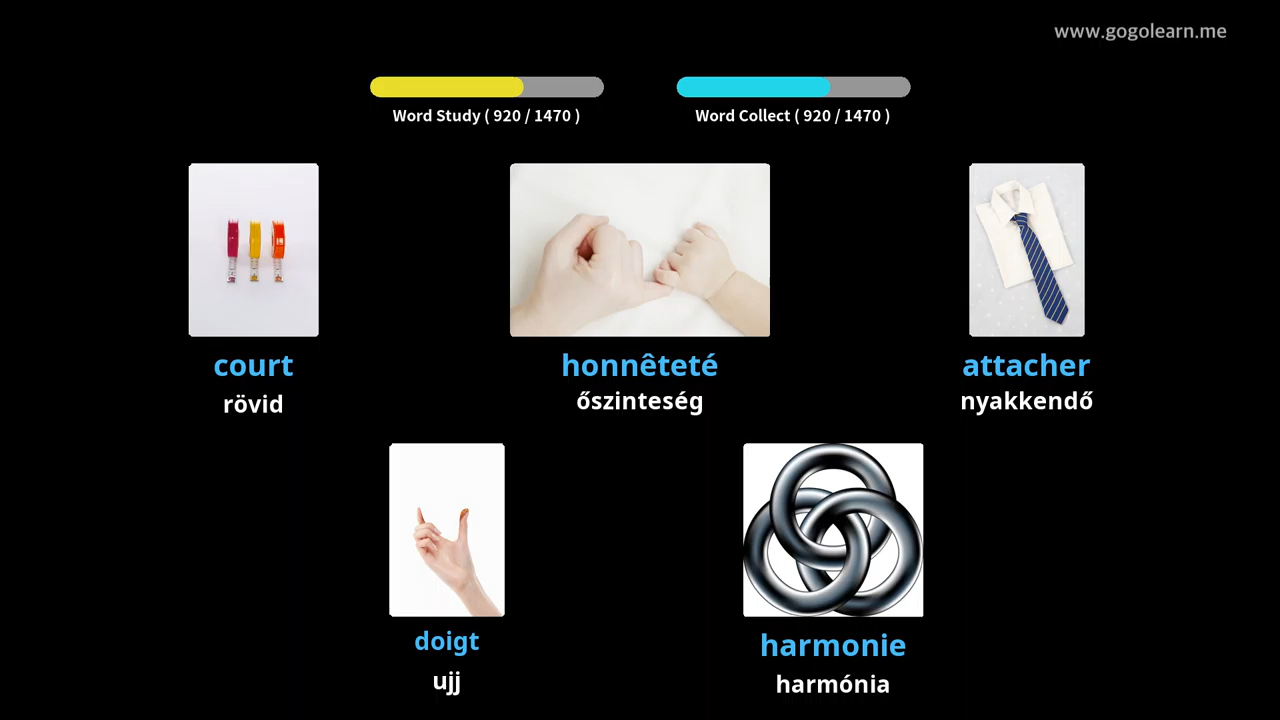 www.gogolearn.me
Word Study ( 920 / 1470 )
Word Collect ( 920 / 1470 )
court
honnêteté
attacher
rövid
őszinteség
nyakkendő
doigt
harmonie
ujj
harmónia